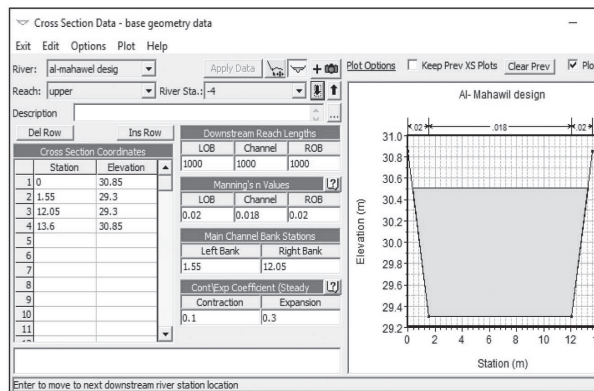 Cross Section Data - base geometry data
Exit Edit Options Plot Help
River: al-mahawel desig Apply Data
Plot Options Keep Prev XS Plots Clear Prev Plo
Reach: upper River Sta.: -4
Description ...
Del Row Ins Row
Cross Section Coordinates
Station Elevation
1 0 30.85
2 1.55 29.3
3 12.05 29.3
4 13.6 30.85
5
6
7
8
9
10
11
Downstream Reach Lengths
LOB Channel ROB
1000 1000 1000
Manning's n Values
LOB Channel ROB
0.02 0.018 0.02
Main Channel Bank Stations
Left Bank Right Bank
1.55 12.05
Cont\Exp Coefficient (Steady
Contraction Expansion
0.1 0.3
Al- Mahawil design
.02 .018 .02
Elevation (m)
31.0
30.8
30.6
30.4
30.2
30.0
29.8
29.6
29.4
29.2
0 2 4 6 8 10 12
Station (m)
Enter to move to next downstream river station location